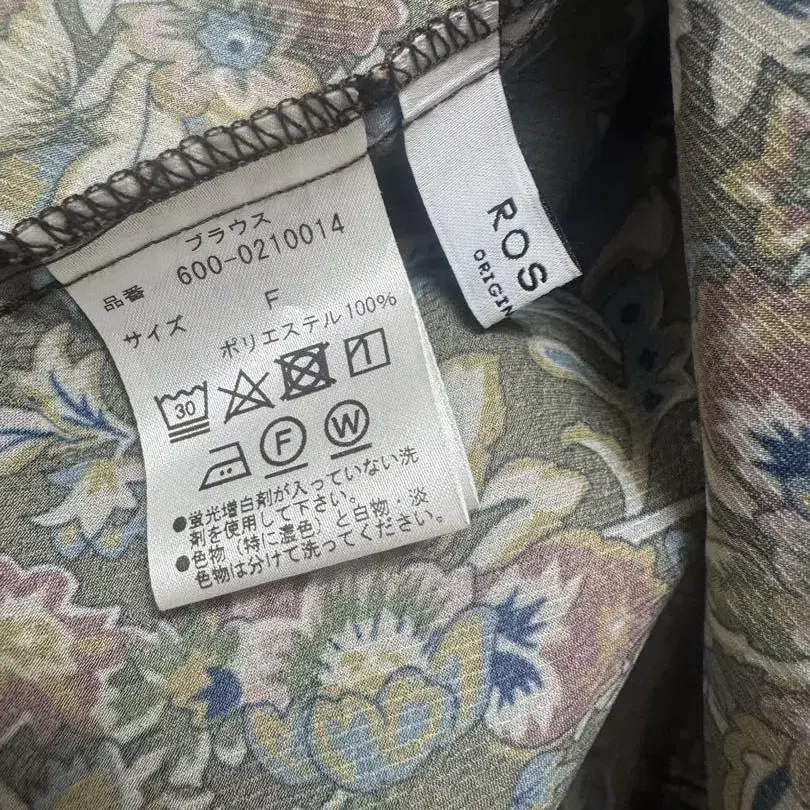 ブラウス
品番 600-0210014
サイズ F
ポリエステル100%
30
F
W
●蛍光増白剤が入っていない洗
剤を使用して下さい。
●色物(特に濃色)と白物・淡
色物は分けて洗ってください。
ROS
ORIGIN